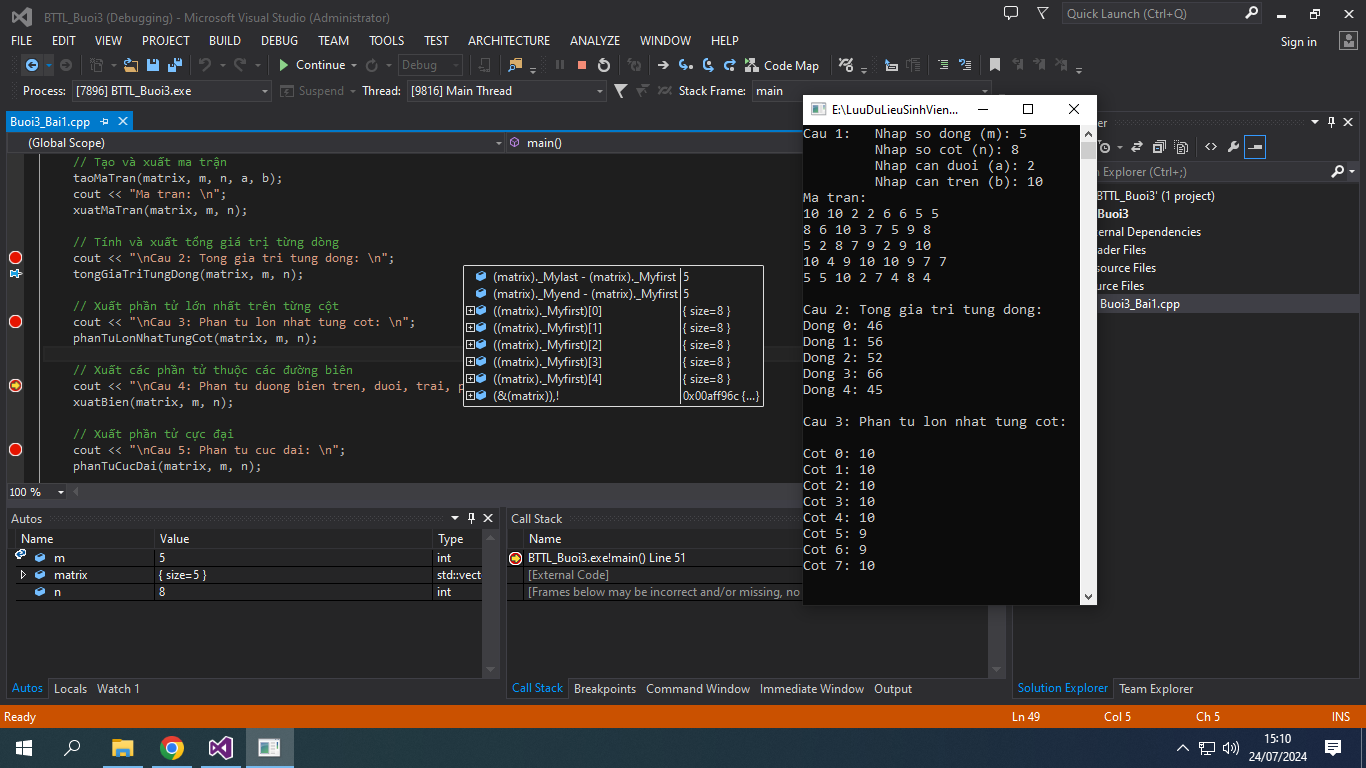 BTTL_Buoi3 (Debugging) - Microsoft Visual Studio (Administrator)
Quick Launch (Ctrl+Q)
FILE EDIT VIEW PROJECT BUILD DEBUG TEAM TOOLS TEST ARCHITECTURE ANALYZE WINDOW HELP
Sign in
Continue Debug Code Map
Process: [7896] BTTL_Buoi3.exe Suspend Thread: [9816] Main Thread Stack Frame: main
Buoi3_Bai1.cpp
(Global Scope) main()
// Tạo và xuất ma trận
taoMaTran(matrix, m, n, a, b);
cout << "Ma tran: \n";
xuatMaTran(matrix, m, n);
// Tính và xuất tổng giá trị từng dòng
cout << "\nCau 2: Tong gia tri tung dong: \n";
tongGiaTriTungDong(matrix, m, n);
// Xuất phần tử lớn nhất trên từng cột
cout << "\nCau 3: Phan tu lon nhat tung cot: \n";
phanTuLonNhatTungCot(matrix, m, n);
// Xuất các phần tử thuộc các đường biên
cout << "\nCau 4: Phan tu duong bien tren, duoi, trai, p
xuatBien(matrix, m, n);
// Xuất phần tử cực đại
cout << "\nCau 5: Phan tu cuc dai: \n";
phanTuCucDai(matrix, m, n);
100 %
(matrix)._Mylast - (matrix)._Myfirst 5
(matrix)._Myend - (matrix)._Myfirst 5
((matrix)._Myfirst)[0] { size=8 }
((matrix)._Myfirst)[1] { size=8 }
((matrix)._Myfirst)[2] { size=8 }
((matrix)._Myfirst)[3] { size=8 }
((matrix)._Myfirst)[4] { size=8 }
(&(matrix)),! 0x00aff96c {...}
E:\LuuDuLieuSinhVien...
Cau 1: Nhap so dong (m): 5
Nhap so cot (n): 8
Nhap can duoi (a): 2
Nhap can tren (b): 10
Ma tran:
10 10 2 2 6 6 5 5
8 6 10 3 7 5 9 8
5 2 8 7 9 2 9 10
10 4 9 10 10 9 7 7
5 5 10 2 7 4 8 4
Cau 2: Tong gia tri tung dong:
Dong 0: 46
Dong 1: 56
Dong 2: 52
Dong 3: 66
Dong 4: 45
Cau 3: Phan tu lon nhat tung cot:
Cot 0: 10
Cot 1: 10
Cot 2: 10
Cot 3: 10
Cot 4: 10
Cot 5: 9
Cot 6: 9
Cot 7: 10
rer
Explorer (Ctrl+;)
BTTL_Buoi3' (1 project)
Buoi3
ternal Dependencies
ader Files
source Files
urce Files
Buoi3_Bai1.cpp
Autos
Name Value Type
m 5 int
matrix { size=5 } std::vect
n 8 int
Autos Locals Watch 1
Call Stack
Name
BTTL_Buoi3.exe!main() Line 51
[External Code]
[Frames below may be incorrect and/or missing, no
Call Stack Breakpoints Command Window Immediate Window Output
Solution Explorer Team Explorer
Ready Ln 49 Col 5 Ch 5 INS
15:10
24/07/2024